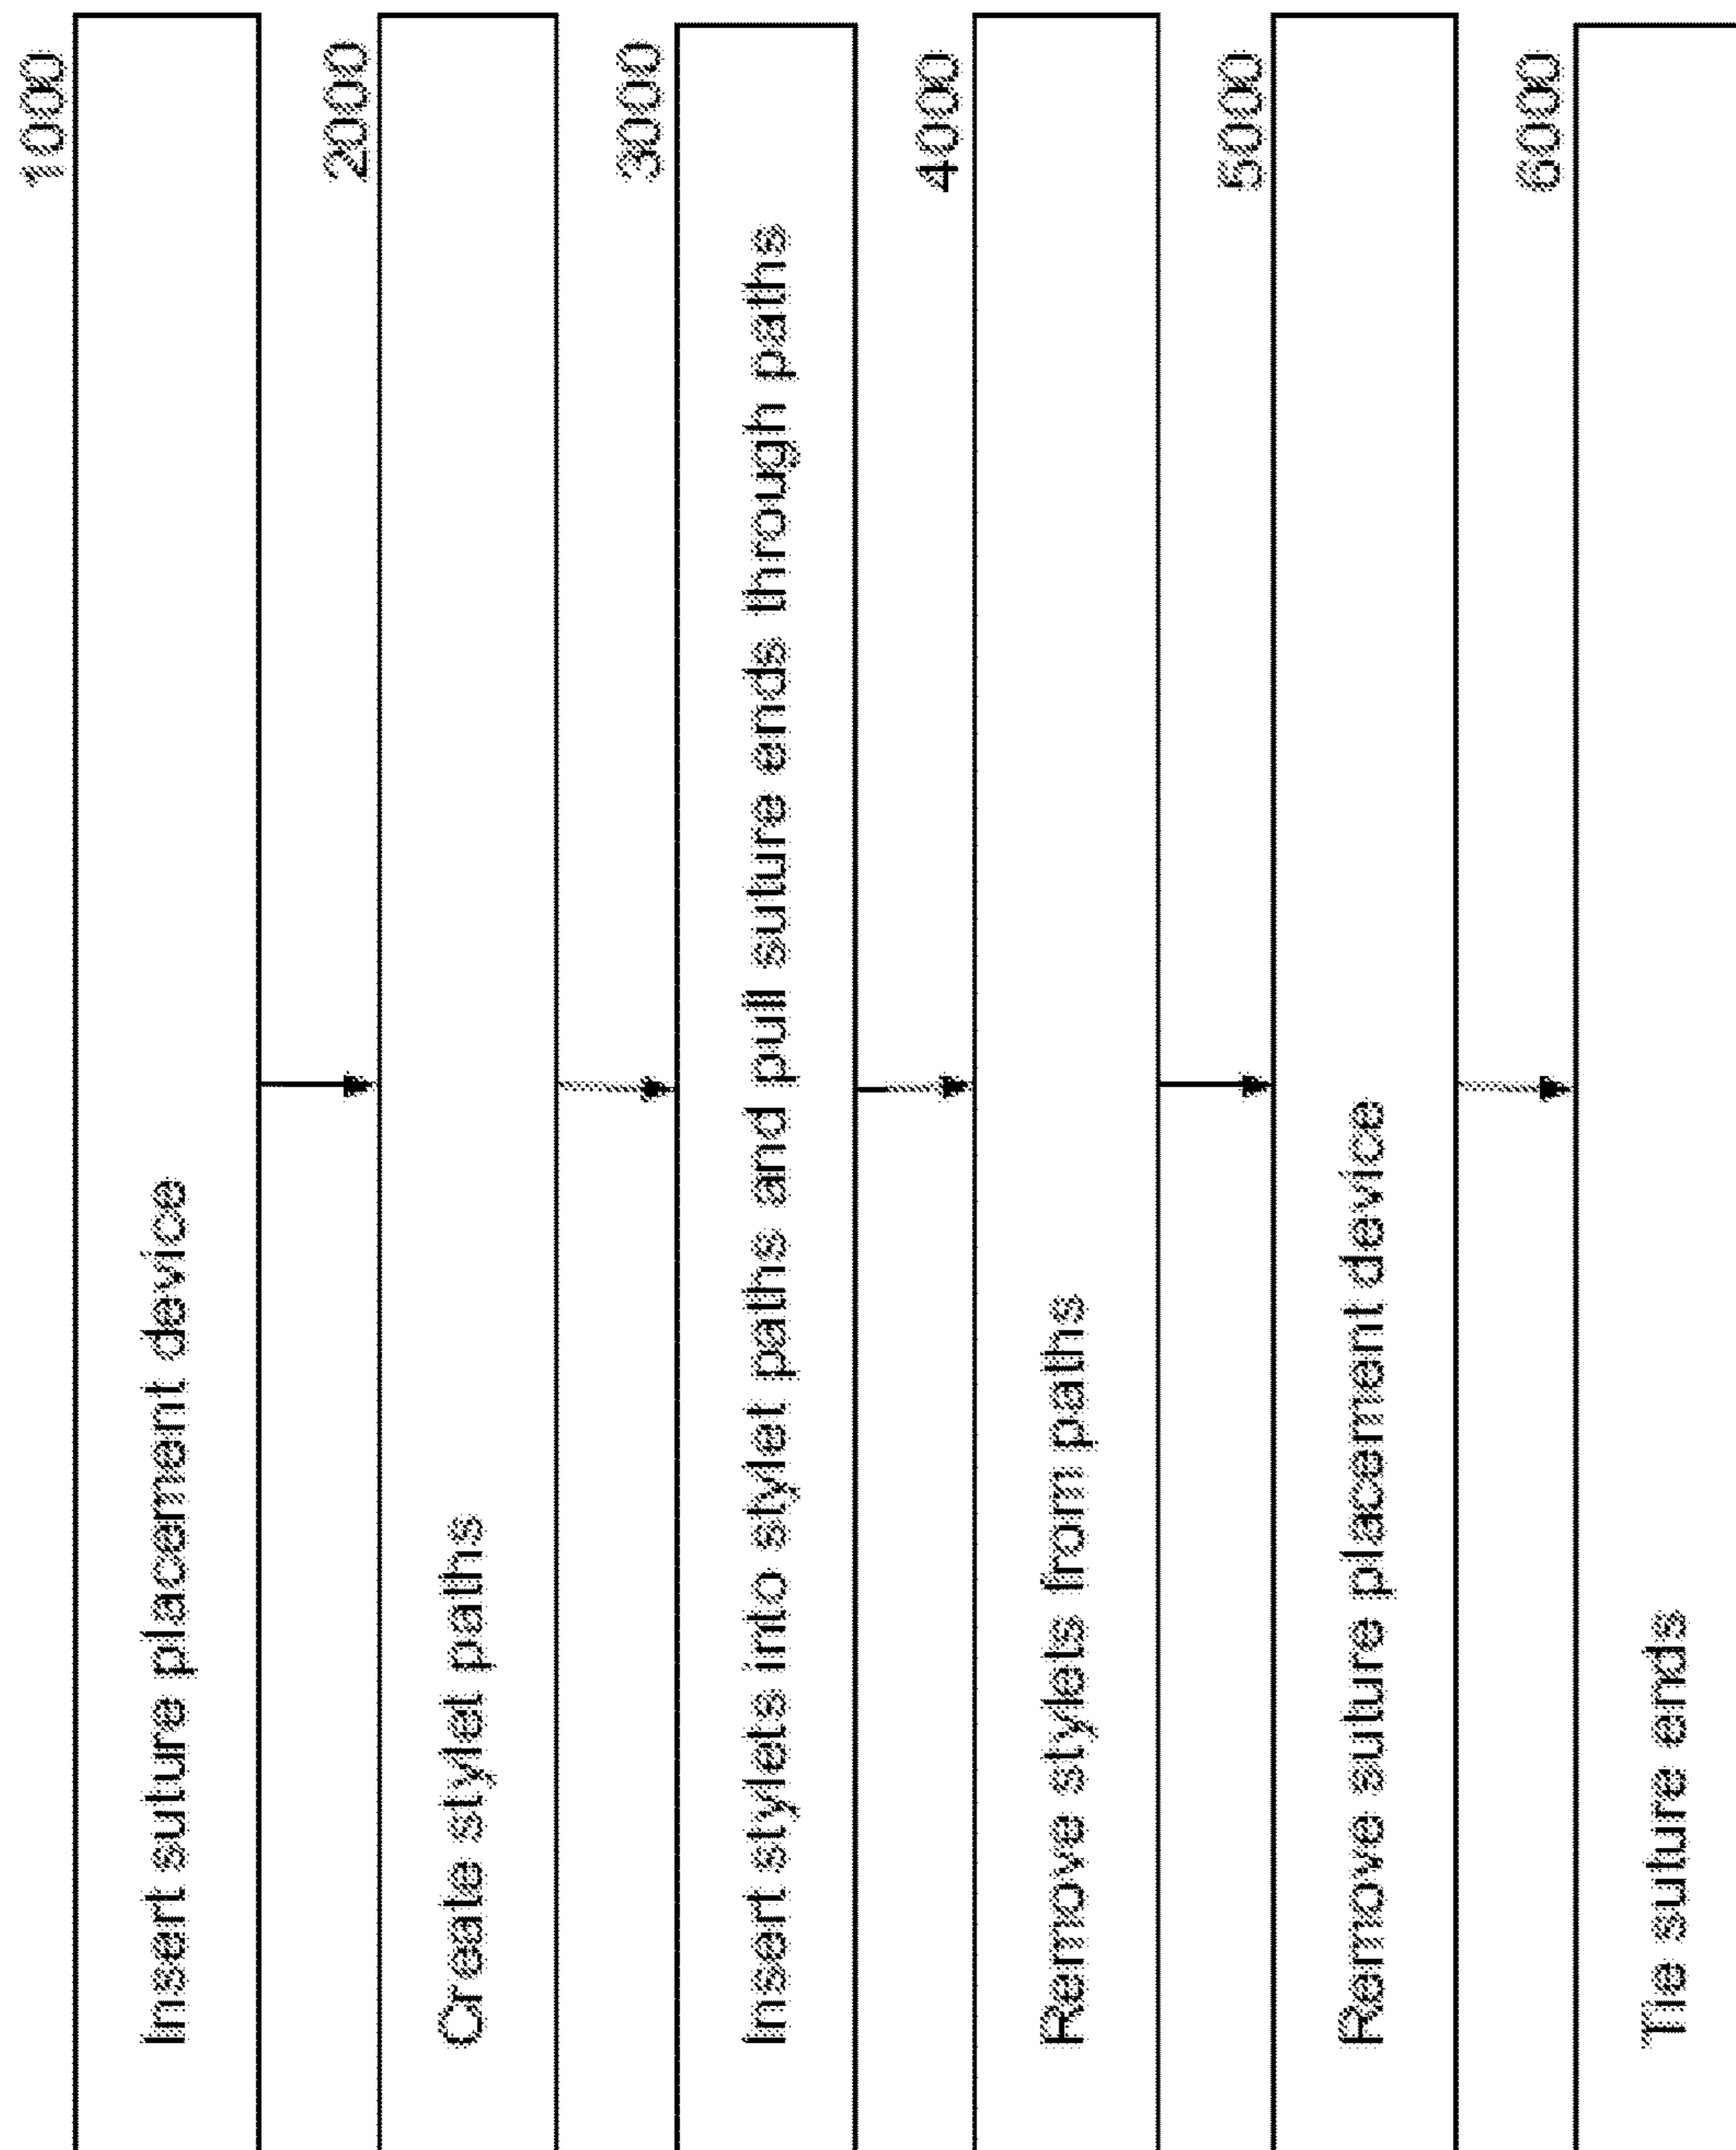 1000
Insert suture placement device
2000
Create stylet paths
3000
Insert stylets into stylet paths and pull suture ends through paths
4000
Remove stylets from paths
5000
Remove suture placement device
6000
Tie suture ends